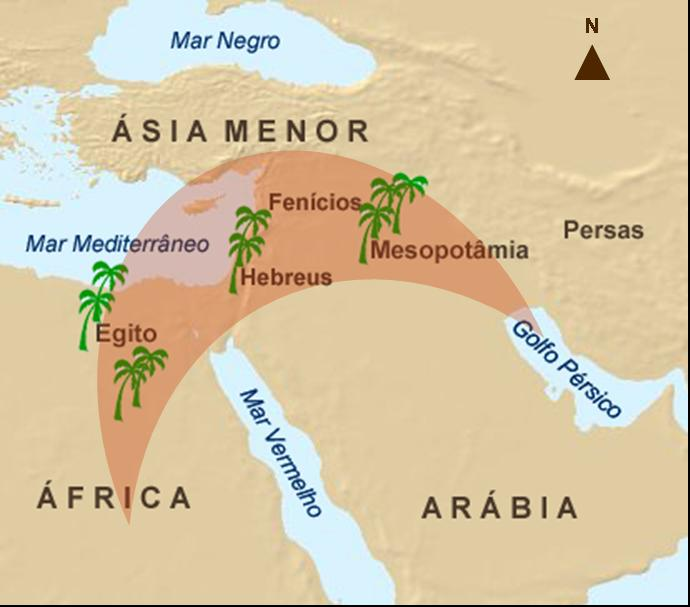 N
Mar Negro
ÁSIA MENOR
Fenícios
Persas
Mar Mediterrâneo
Mesopotâmia
Hebreus
Egito
Golfo Pérsico
Mar Vermelho
ÁFRICA
ARÁBIA